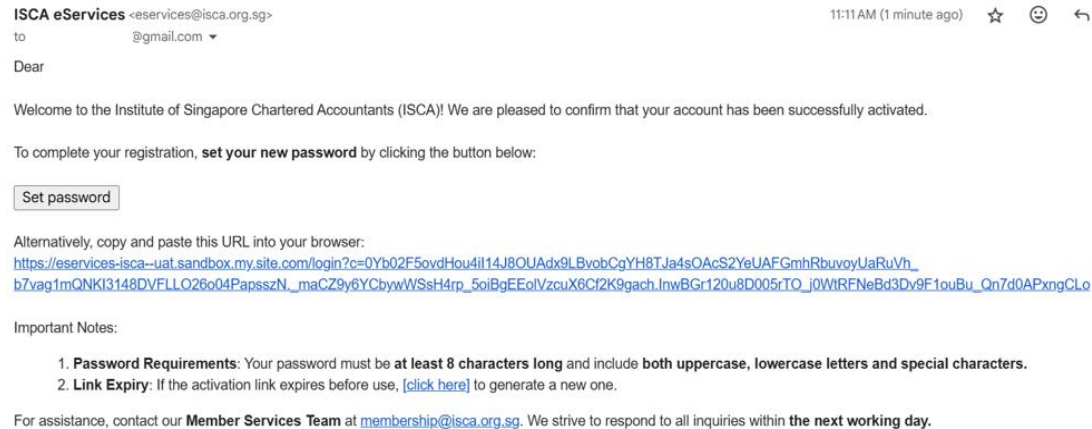 ISCA eServices <eservices@isca.org.sg>
11:11 AM (1 minute ago)
to @gmail.com
Dear
Welcome to the Institute of Singapore Chartered Accountants (ISCA)! We are pleased to confirm that your account has been successfully activated.
To complete your registration, set your new password by clicking the button below:
Set password
Alternatively, copy and paste this URL into your browser:
https://eservices-isca--uat.sandbox.my.site.com/login?c=0Yb02F5ovdHou4iI14J8OUAdx9LBvobCgYH8TJa4sOAcS2YeUAFGmhRbuvoyUaRuVh_
b7vag1mQNKI3148DVFLLO26o04PapsszN._maCZ9y6YCbywWSsH4rp_5oiBgEEolVzcuX6Cf2K9gach.InwBGr120u8D005rTO_j0WtRFNeBd3Dv9F1ouBu_Qn7d0APxngCLo
Important Notes:
1. Password Requirements: Your password must be at least 8 characters long and include both uppercase, lowercase letters and special characters.
2. Link Expiry: If the activation link expires before use, [click here] to generate a new one.
For assistance, contact our Member Services Team at membership@isca.org.sg. We strive to respond to all inquiries within the next working day.